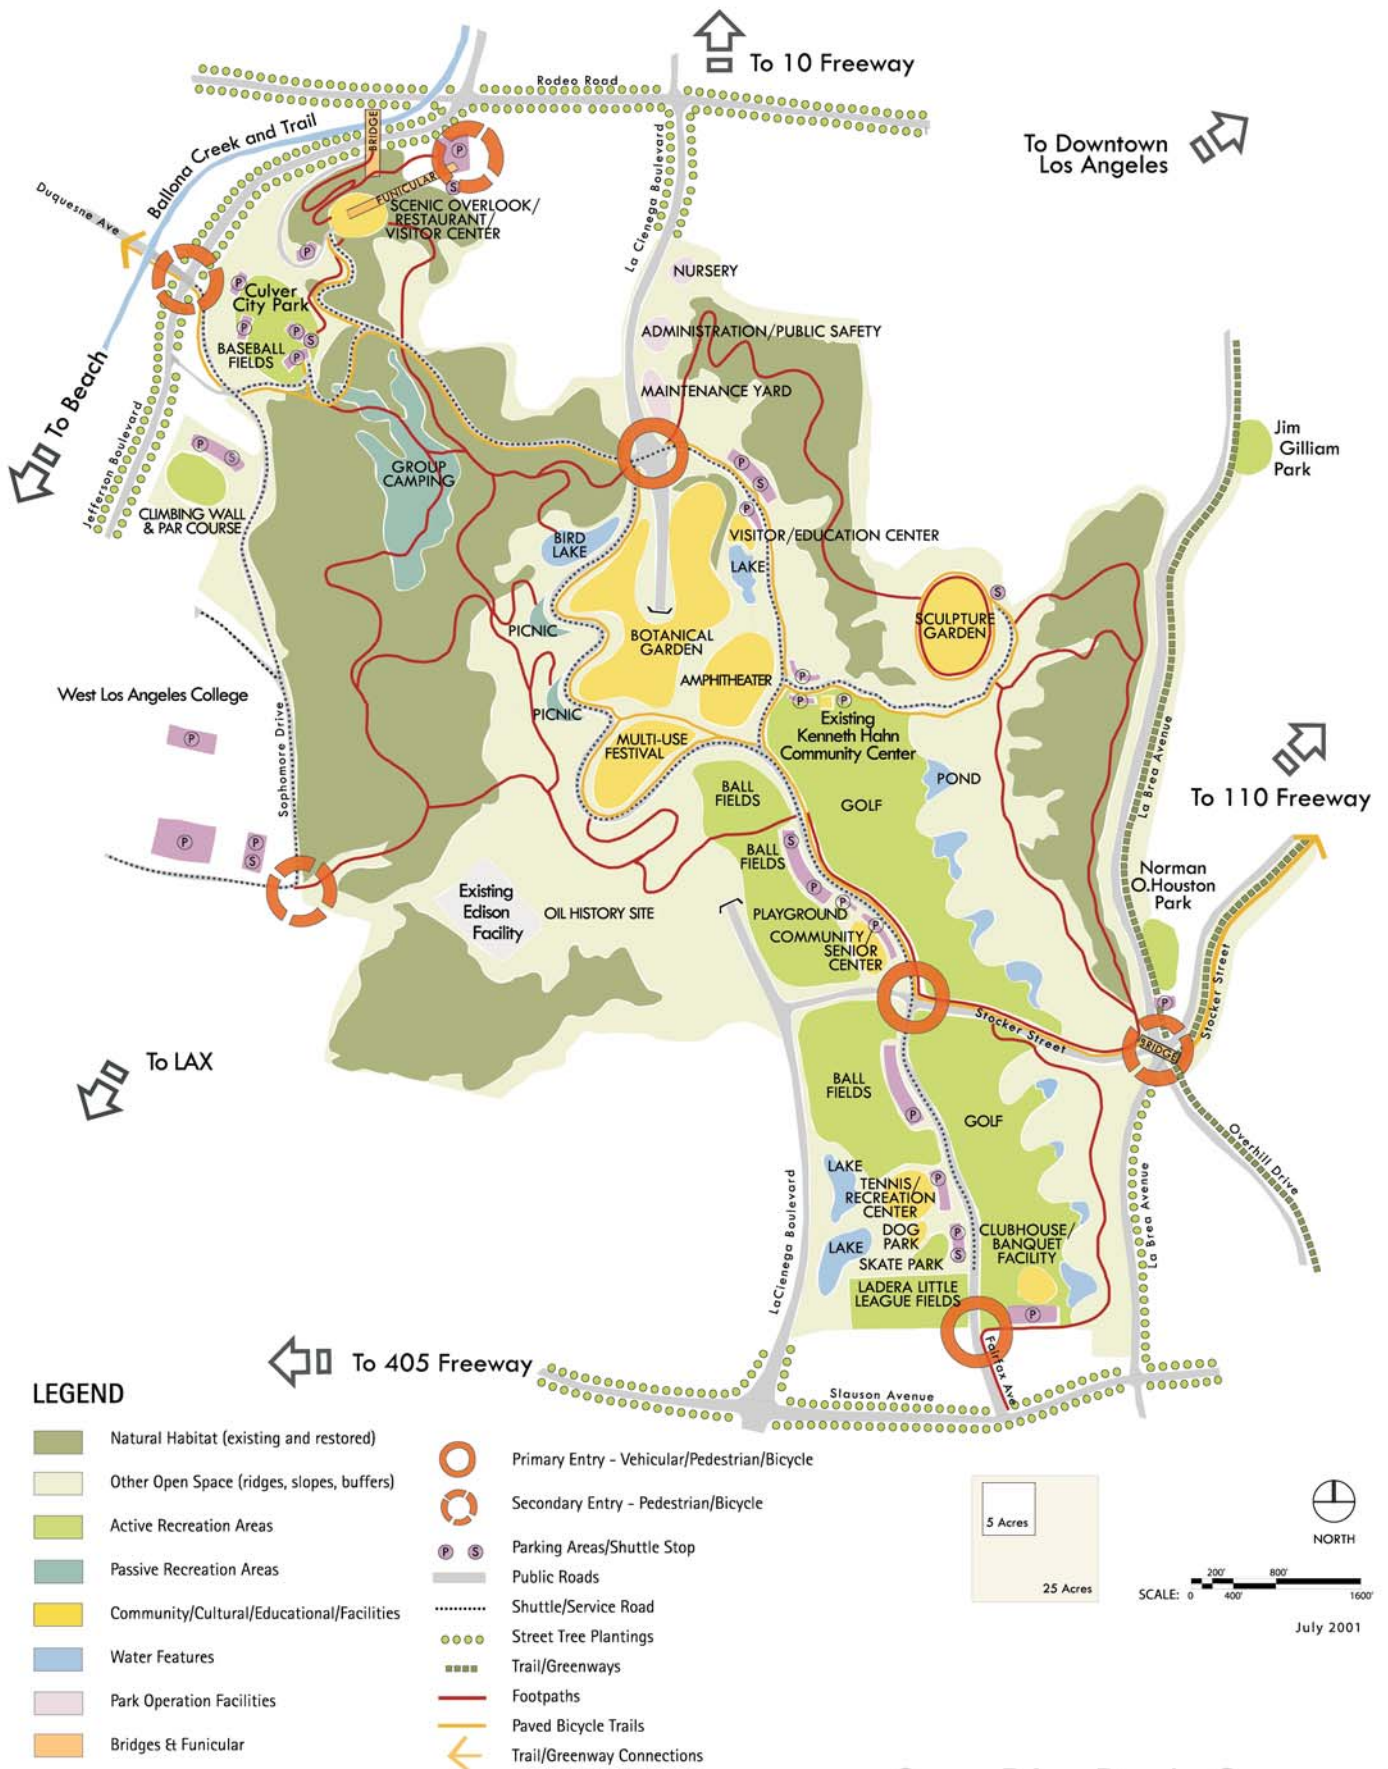 To 10 Freeway
Rodeo Road
To Downtown
Los Angeles
Ballona Creek and Trail
BRIDGE
P
Duquesne Ave
La Cienega Boulevard
FUNICULAR
S
SCENIC OVERLOOK/
RESTAURANT/
VISITOR CENTER
P
NURSERY
P
Culver
City Park
P
P
S
ADMINISTRATION/PUBLIC SAFETY
BASEBALL
FIELDS
P
To Beach
MAINTENANCE YARD
Jefferson Boulevard
Jim
Gilliam
Park
P
S
GROUP
CAMPING
P
S
P
CLIMBING WALL
& PAR COURSE
BIRD
LAKE
VISITOR/EDUCATION CENTER
LAKE
S
SCULPTURE
GARDEN
PICNIC
BOTANICAL
GARDEN
AMPHITHEATER
P
West Los Angeles College
P
P
PICNIC
Existing
Kenneth Hahn
Community Center
P
Sophomore Drive
MULTI-USE
FESTIVAL
La Brea Avenue
BALL
FIELDS
POND
GOLF
To 110 Freeway
P
P
S
S
BALL
FIELDS
P
Norman
O.Houston
Park
Existing
Edison
Facility
OIL HISTORY SITE
P
PLAYGROUND
P
COMMUNITY/
SENIOR
CENTER
Stocker Street
P
Stocker Street
BRIDGE
To LAX
BALL
FIELDS
P
GOLF
Overhill Drive
LAKE
TENNIS/
RECREATION
CENTER
P
La Brea Avenue
LaCienega Boulevard
DOG
PARK
P
CLUBHOUSE/
BANQUET
FACILITY
LAKE
S
SKATE PARK
LADERA LITTLE
LEAGUE FIELDS
P
Fairfax Ave
To 405 Freeway
Slauson Avenue
LEGEND
Natural Habitat (existing and restored)
Other Open Space (ridges, slopes, buffers)
Active Recreation Areas
Passive Recreation Areas
Community/Cultural/Educational/Facilities
Water Features
Park Operation Facilities
Bridges & Funicular
Primary Entry - Vehicular/Pedestrian/Bicycle
Secondary Entry - Pedestrian/Bicycle
P S Parking Areas/Shuttle Stop
Public Roads
Shuttle/Service Road
Street Tree Plantings
Trail/Greenways
Footpaths
Paved Bicycle Trails
Trail/Greenway Connections
5 Acres
25 Acres
NORTH
SCALE: 0 200' 400' 800' 1600'
July 2001